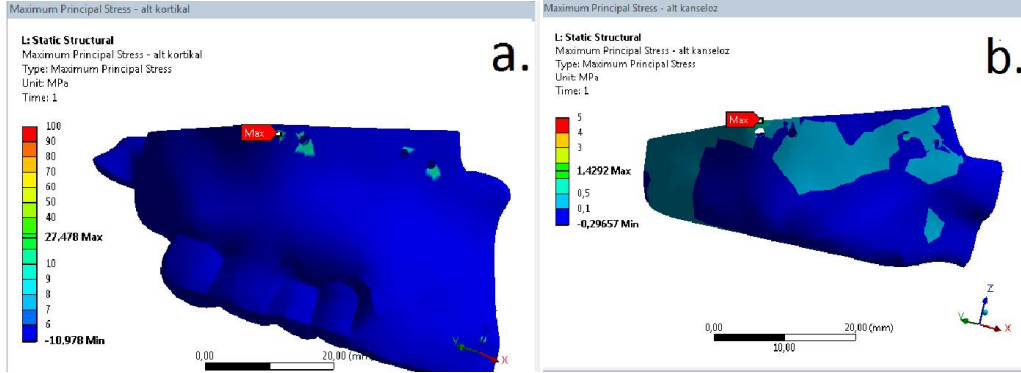 Maximum Principal Stress - alt kortikal
L: Static Structural
Maximum Principal Stress - alt kortikal
Type: Maximum Principal Stress
Unit: MPa
Time: 1
a.
Max
100
90
80
70
60
50
40
27,478 Max
10
9
8
7
6
-10,978 Min
0,00
20,00 (mm)
Y
X
Maximum Principal Stress - alt kanseloz
L: Static Structural
Maximum Principal Stress - alt kanseloz
Type: Maximum Principal Stress
Unit: MPa
Time: 1
b.
Max
5
4
3
1,4292 Max
0,5
0,1
-0,29657 Min
0,00
20,00 (mm)
10,00
Z
Y
X